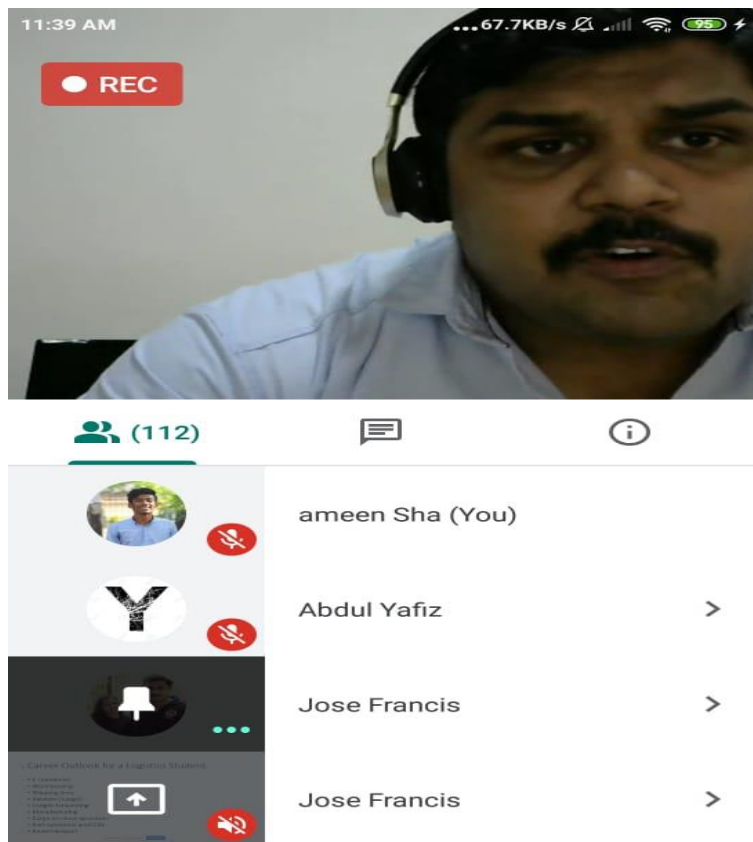 11:39 AM
...67.7KB/s 95
REC
(112)
ameen Sha (You)
Y
Abdul Yafiz
Jose Francis
Career Outlook for a Logistics Student
Jose Francis